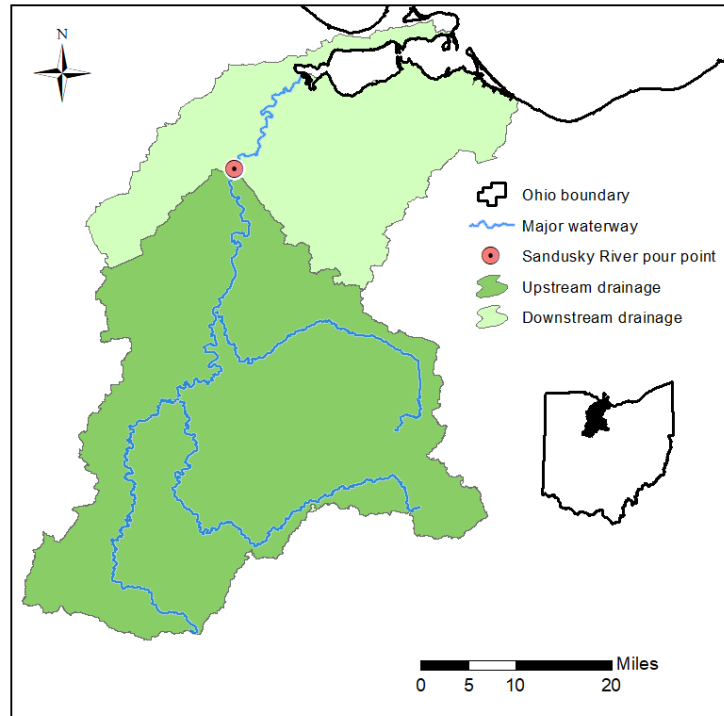 N
Ohio boundary
Major waterway
Sandusky River pour point
Upstream drainage
Downstream drainage
Miles
0 5 10 20